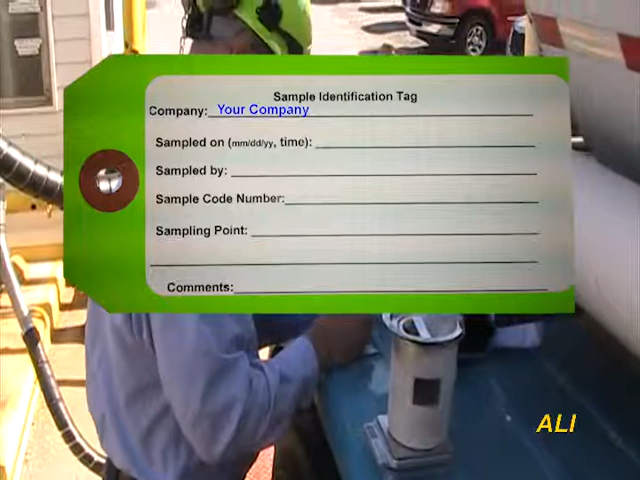 Sample Identification Tag
Company: Your Company
Sampled on (mm/dd/yy, time):
Sampled by:
Sample Code Number:
Sampling Point:
Comments:
ALI